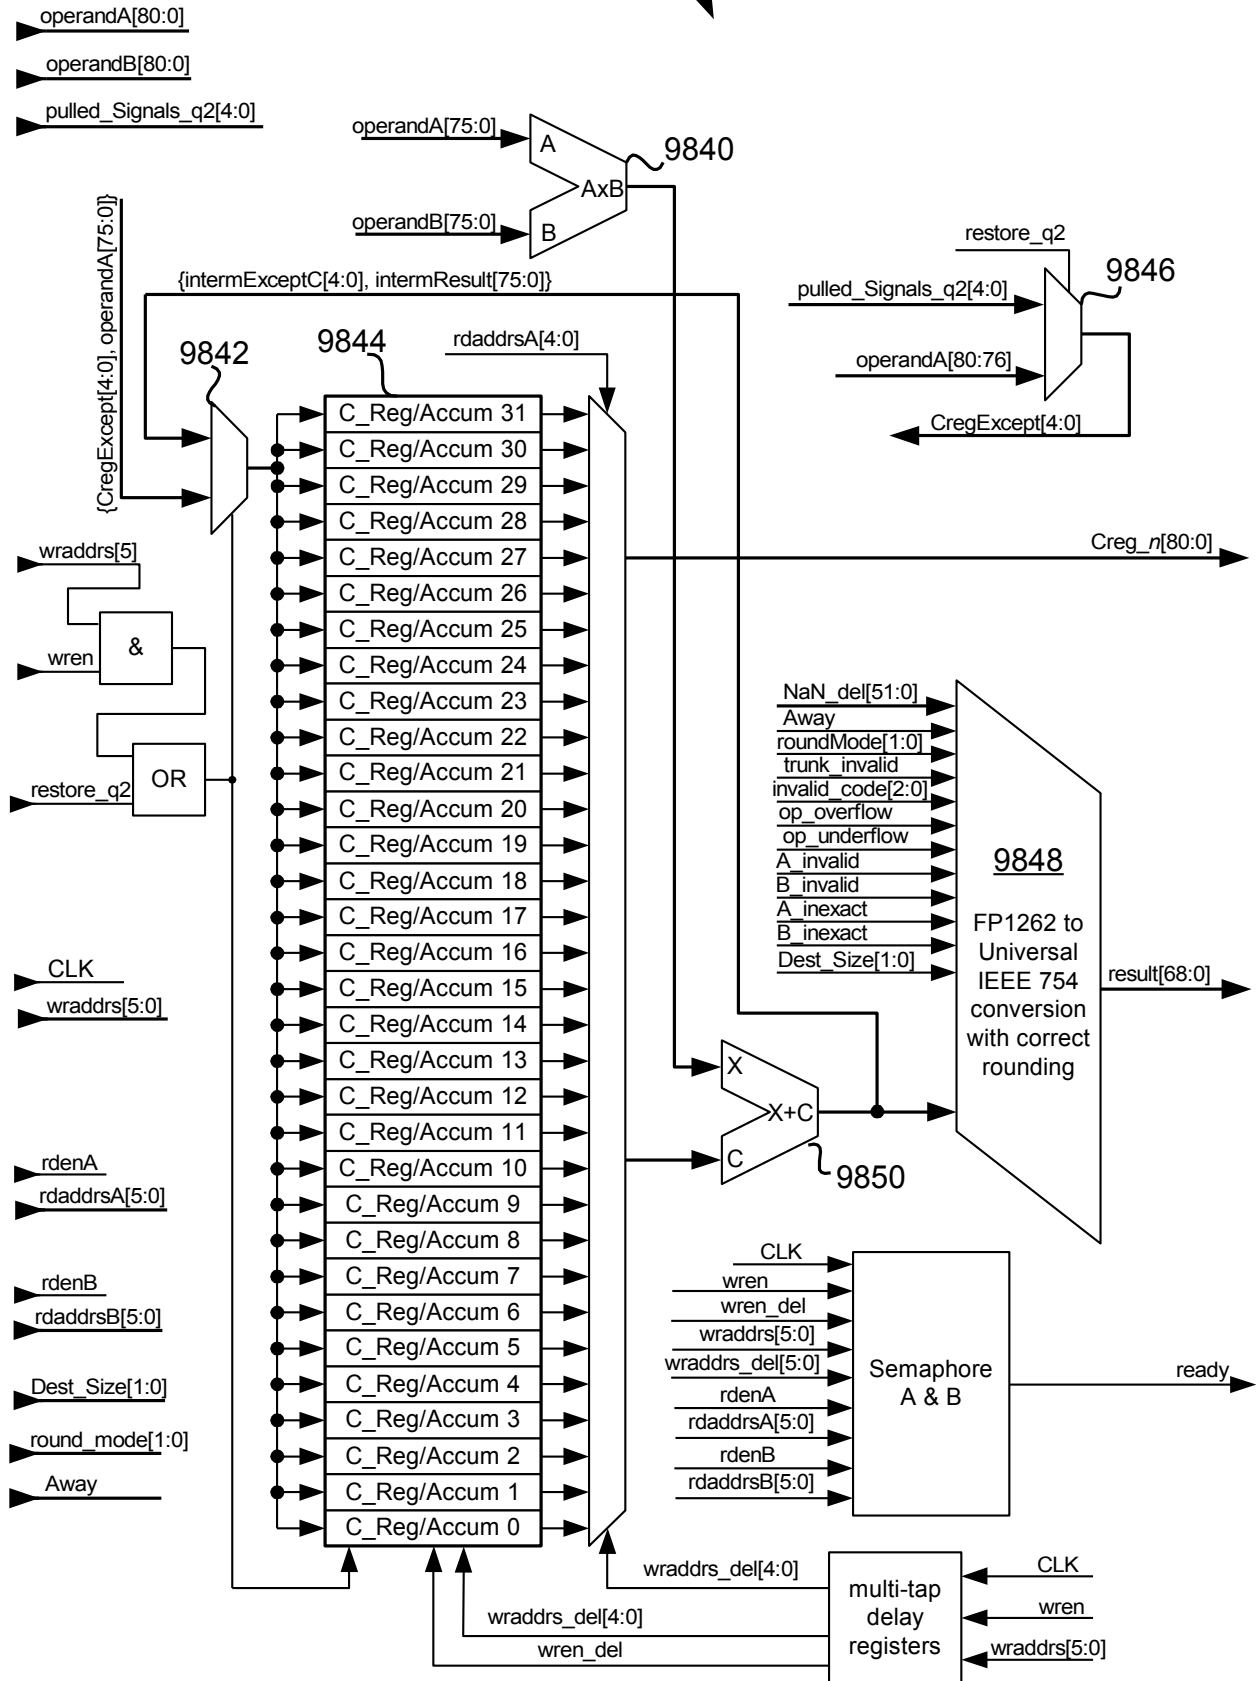 operandA[80:0]
operandB[80:0]
pulled_Signals_q2[4:0]
operandA[75:0]
A
9840
AxB
operandB[75:0]
B
{CregExcept[4:0], operandA[75:0]}
{intermExceptC[4:0], intermResult[75:0]}
restore_q2
9846
pulled_Signals_q2[4:0]
operandA[80:76]
CregExcept[4:0]
9842
9844
rdaddrsA[4:0]
C_Reg/Accum 31
C_Reg/Accum 30
C_Reg/Accum 29
C_Reg/Accum 28
C_Reg/Accum 27
C_Reg/Accum 26
C_Reg/Accum 25
C_Reg/Accum 24
C_Reg/Accum 23
C_Reg/Accum 22
C_Reg/Accum 21
C_Reg/Accum 20
C_Reg/Accum 19
C_Reg/Accum 18
C_Reg/Accum 17
C_Reg/Accum 16
C_Reg/Accum 15
C_Reg/Accum 14
C_Reg/Accum 13
C_Reg/Accum 12
C_Reg/Accum 11
C_Reg/Accum 10
C_Reg/Accum 9
C_Reg/Accum 8
C_Reg/Accum 7
C_Reg/Accum 6
C_Reg/Accum 5
C_Reg/Accum 4
C_Reg/Accum 3
C_Reg/Accum 2
C_Reg/Accum 1
C_Reg/Accum 0
Creg_n[80:0]
wraddrs[5]
&
wren
OR
restore_q2
NaN_del[51:0]
Away
roundMode[1:0]
trunk_invalid
invalid_code[2:0]
op_overflow
op_underflow
A_invalid
B_invalid
A_inexact
B_inexact
Dest_Size[1:0]
9848
FP1262 to
Universal
IEEE 754
conversion
with correct
rounding
result[68:0]
CLK
wraddrs[5:0]
X
X+C
C
9850
rdenA
rdaddrsA[5:0]
rdenB
rdaddrsB[5:0]
Dest_Size[1:0]
round_mode[1:0]
Away
CLK
wren
wren_del
wraddrs[5:0]
wraddrs_del[5:0]
rdenA
rdaddrsA[5:0]
rdenB
rdaddrsB[5:0]
Semaphore
A & B
ready
wraddrs_del[4:0]
wraddrs_del[4:0]
wren_del
multi-tap
delay
registers
CLK
wren
wraddrs[5:0]